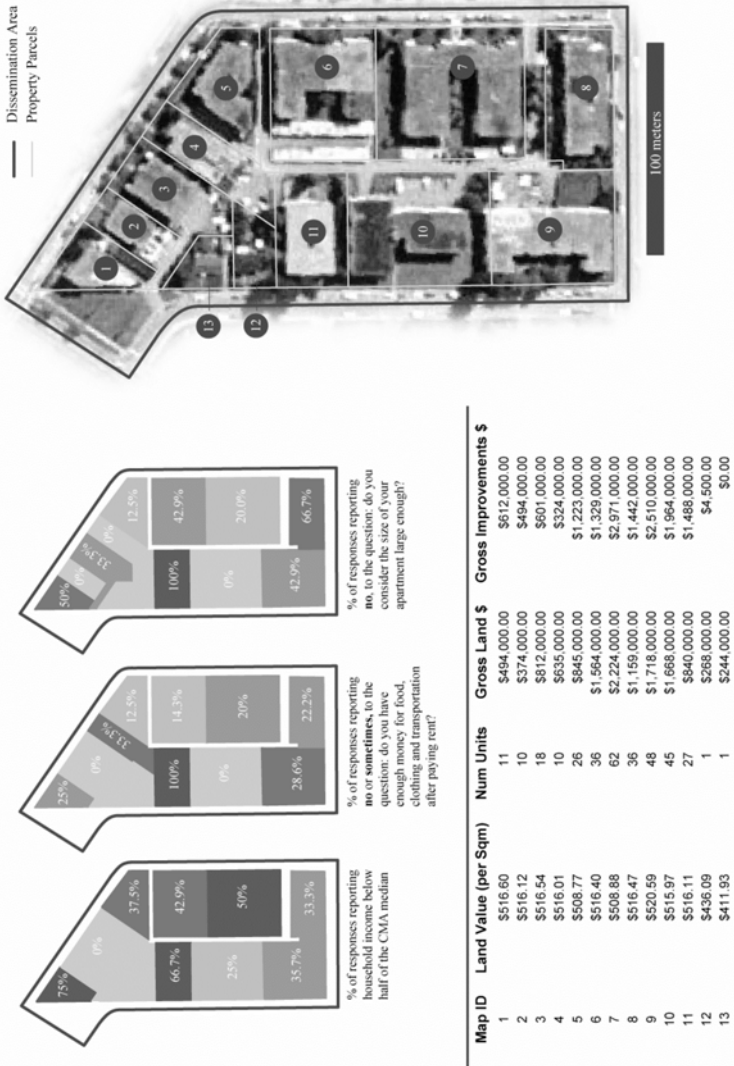 Dissemination Area
Property Parcels
1
2
3
4
5
6
7
8
9
10
11
12
13
100 meters
75%
0%
37.5%
66.7%
42.9%
25%
50%
35.7%
33.3%
% of responses reporting
household income below
half of the CMA median
25%
0%
33.3%
12.5%
100%
14.3%
0%
20%
28.6%
22.2%
% of responses reporting
no or sometimes, to the
question: do you have
enough money for food,
clothing and transportation
after paying rent?
50%
0%
33.3%
0%
12.5%
100%
42.9%
0%
20.0%
42.9%
66.7%
% of responses reporting
no, to the question: do you
consider the size of your
apartment large enough?
Map ID Land Value (per Sqm) Num Units Gross Land $ Gross Improvements $
1 $516.60 11 $494,000.00 $612,000.00
2 $516.12 10 $374,000.00 $494,000.00
3 $516.54 18 $812,000.00 $601,000.00
4 $516.01 10 $635,000.00 $324,000.00
5 $508.77 26 $845,000.00 $1,223,000.00
6 $516.40 36 $1,564,000.00 $1,329,000.00
7 $508.88 62 $2,224,000.00 $2,971,000.00
8 $516.47 36 $1,159,000.00 $1,442,000.00
9 $520.59 48 $1,718,000.00 $2,510,000.00
10 $515.97 45 $1,668,000.00 $1,964,000.00
11 $516.11 27 $840,000.00 $1,488,000.00
12 $436.09 1 $268,000.00 $4,500.00
13 $411.93 1 $244,000.00 $0.00